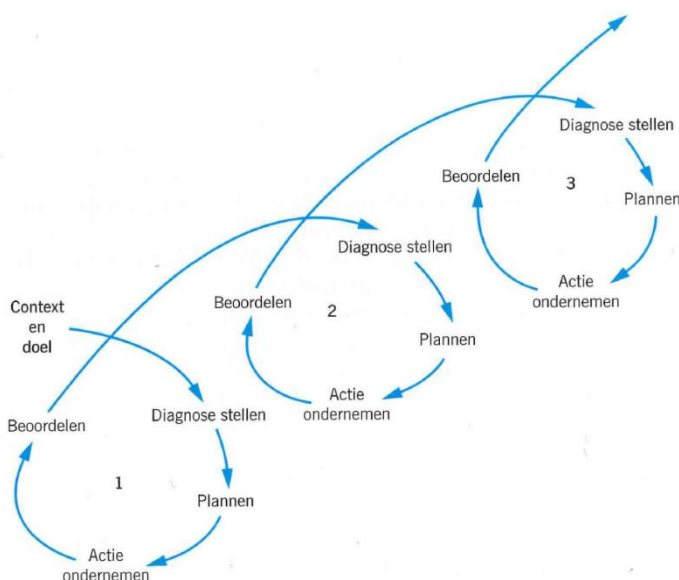 Diagnose stellen
Beoordelen
3
Plannen
Actie
ondernemen
Diagnose stellen
Beoordelen
2
Plannen
Actie
ondernemen
Context
en
doel
Beoordelen
Diagnose stellen
1
Plannen
Actie
ondernemen